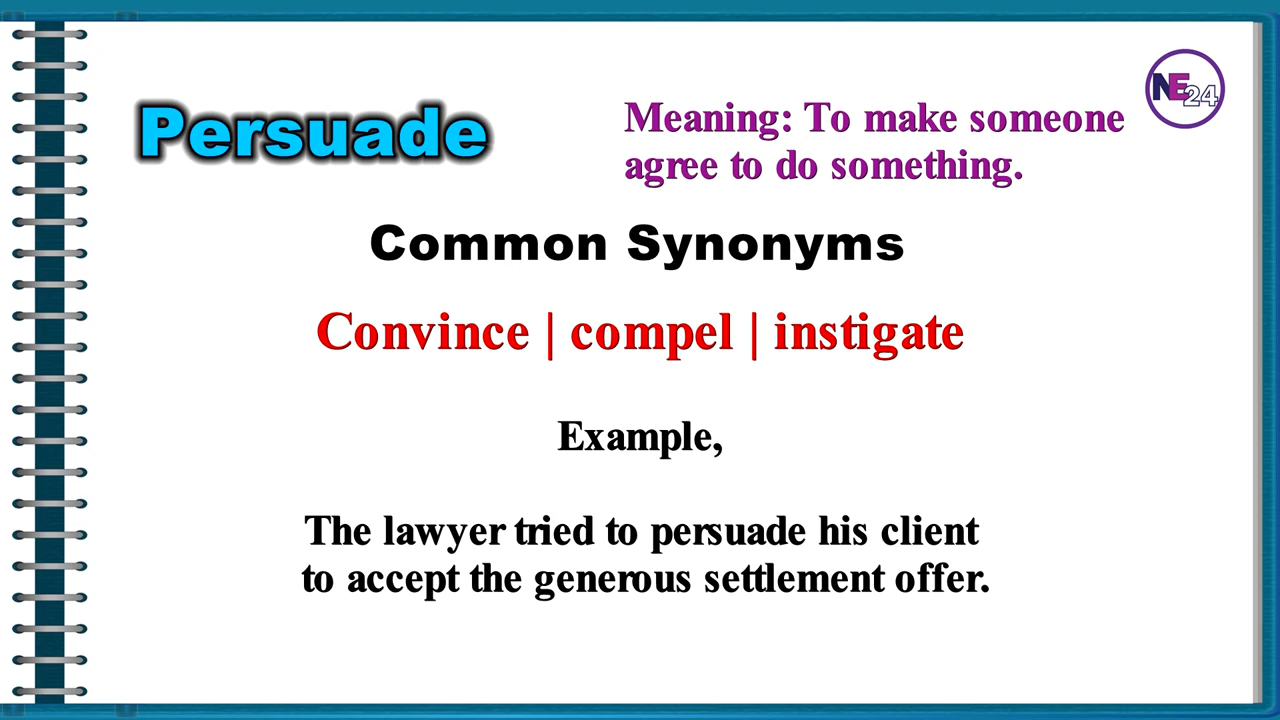 Persuade
Meaning: To make someone
agree to do something.
NE24
Common Synonyms
Convince | compel | instigate
Example,
The lawyer tried to persuade his client
to accept the generous settlement offer.